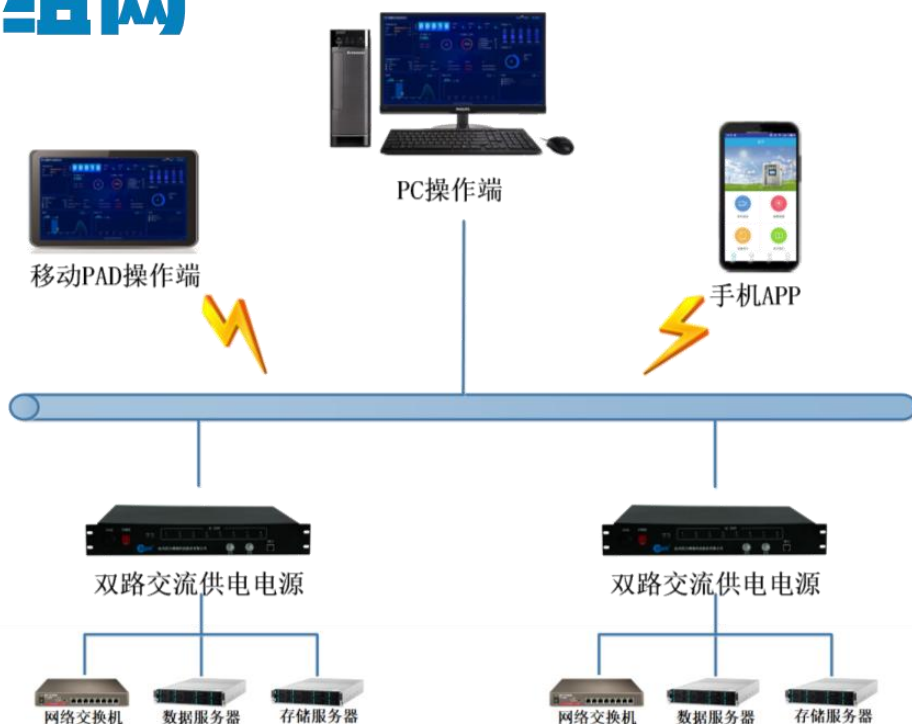 组网
PC操作端
移动PAD操作端
手机APP
双路交流供电电源
双路交流供电电源
网络交换机
数据服务器
存储服务器
网络交换机
数据服务器
存储服务器